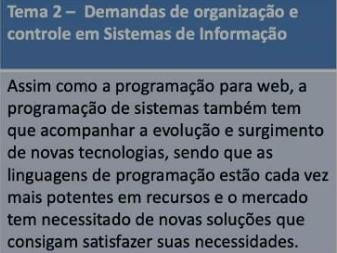 Tema 2 – Demandas de organização e
controle em Sistemas de Informação
Assim como a programação para web, a
programação de sistemas também tem
que acompanhar a evolução e surgimento
de novas tecnologias, sendo que as
linguagens de programação estão cada vez
mais potentes em recursos e o mercado
tem necessitado de novas soluções que
consigam satisfazer suas necessidades.